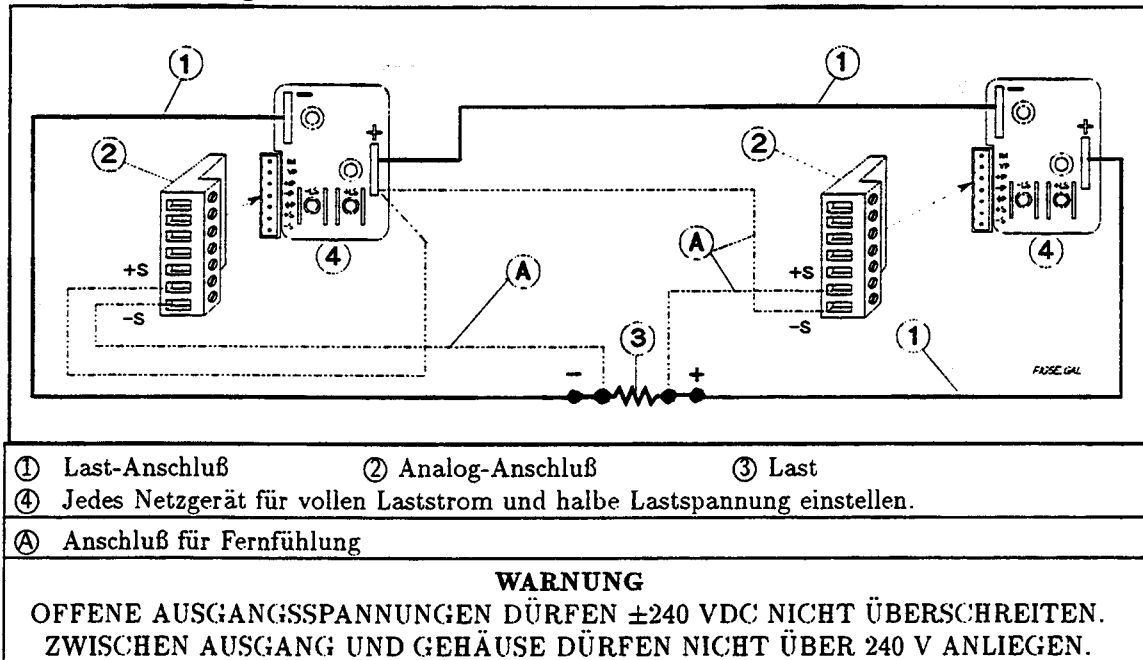 ① ①
−
+
②
+S
−S
④
Ⓐ
③
− +
−
+
②
+S
−S
Ⓐ
④
①
① Last-Anschluß ② Analog-Anschluß ③ Last
④ Jedes Netzgerät für vollen Laststrom und halbe Lastspannung einstellen.
Ⓐ Anschluß für Fernfühlung
WARNUNG
OFFENE AUSGANGSSPANNUNGEN DÜRFEN ±240 VDC NICHT ÜBERSCHREITEN.
ZWISCHEN AUSGANG UND GEHÄUSE DÜRFEN NICHT ÜBER 240 V ANLIEGEN.